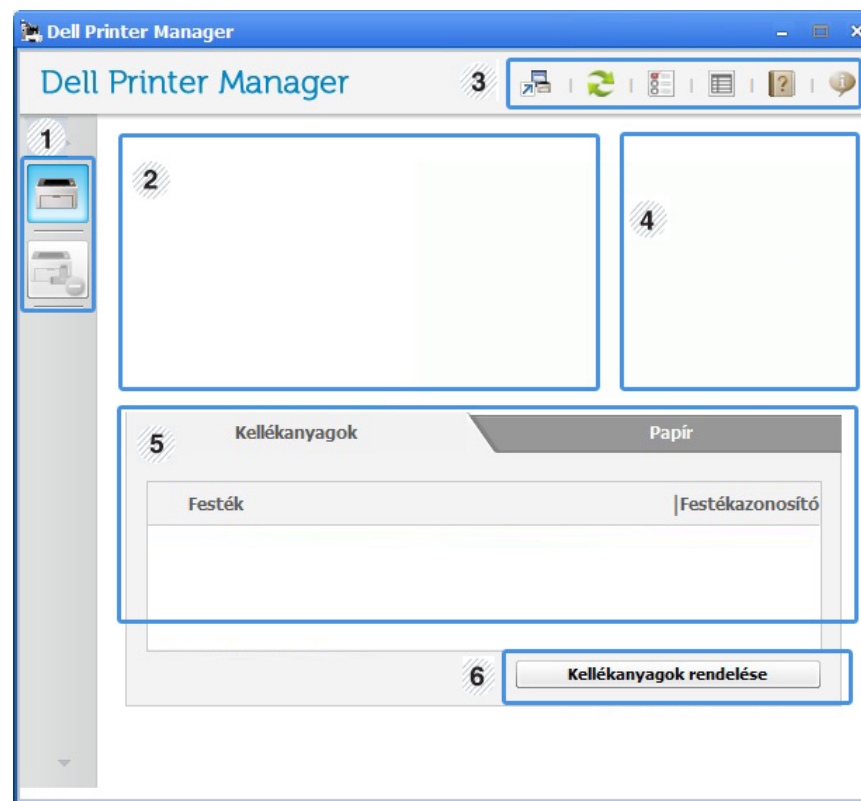 Dell Printer Manager
Dell Printer Manager
3
1
2
4
5
Kellékanyagok
Papír
Festék
|Festékazonosító
6
Kellékanyagok rendelése